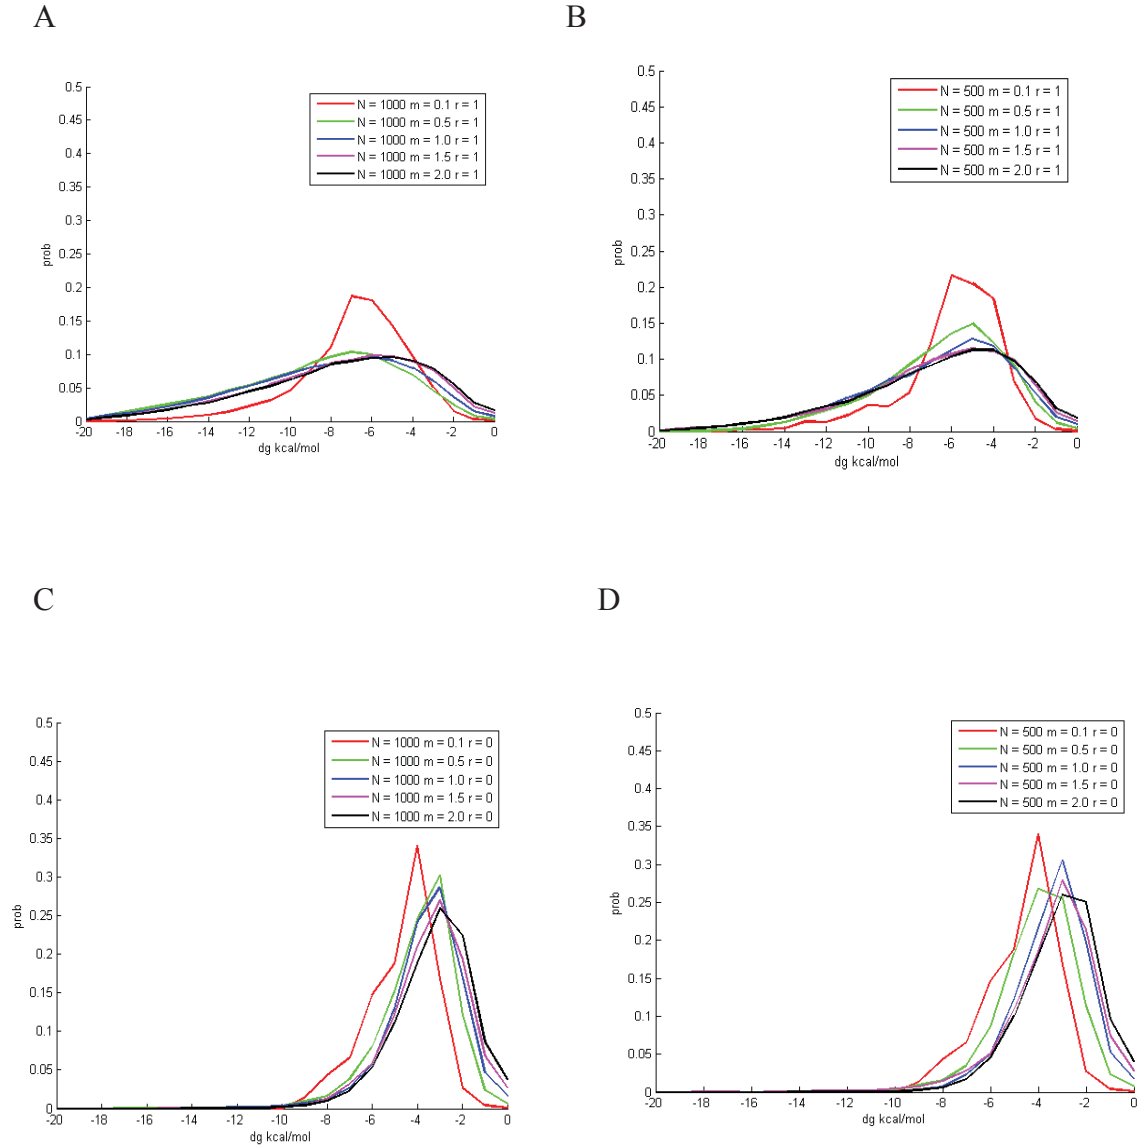 A
B
0.5
0.45
0.4
0.35
0.3
0.25
0.2
0.15
0.1
0.05
0
prob
-20 -18 -16 -14 -12 -10 -8 -6 -4 -2 0
dg kcal/mol
N = 1000 m = 0.1 r = 1
N = 1000 m = 0.5 r = 1
N = 1000 m = 1.0 r = 1
N = 1000 m = 1.5 r = 1
N = 1000 m = 2.0 r = 1
0.5
0.45
0.4
0.35
0.3
0.25
0.2
0.15
0.1
0.05
0
prob
-20 -18 -16 -14 -12 -10 -8 -6 -4 -2 0
dg kcal/mol
N = 500 m = 0.1 r = 1
N = 500 m = 0.5 r = 1
N = 500 m = 1.0 r = 1
N = 500 m = 1.5 r = 1
N = 500 m = 2.0 r = 1
C
D
0.5
0.45
0.4
0.35
0.3
0.25
0.2
0.15
0.1
0.05
0
prob
-20 -18 -16 -14 -12 -10 -8 -6 -4 -2 0
dg kcal/mol
N = 1000 m = 0.1 r = 0
N = 1000 m = 0.5 r = 0
N = 1000 m = 1.0 r = 0
N = 1000 m = 1.5 r = 0
N = 1000 m = 2.0 r = 0
0.5
0.45
0.4
0.35
0.3
0.25
0.2
0.15
0.1
0.05
0
prob
-20 -18 -16 -14 -12 -10 -8 -6 -4 -2 0
dg kcal/mol
N = 500 m = 0.1 r = 0
N = 500 m = 0.5 r = 0
N = 500 m = 1.0 r = 0
N = 500 m = 1.5 r = 0
N = 500 m = 2.0 r = 0